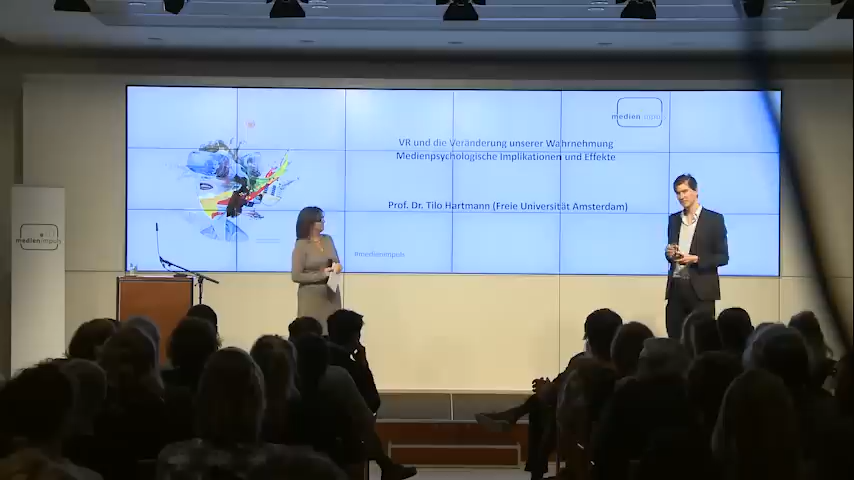 medien impuls
VR und die Veränderung unserer Wahrnehmung
Medienpsychologische Implikationen und Effekte
Prof. Dr. Tilo Hartmann (Freie Universität Amsterdam)
#medienimpuls
medien impuls